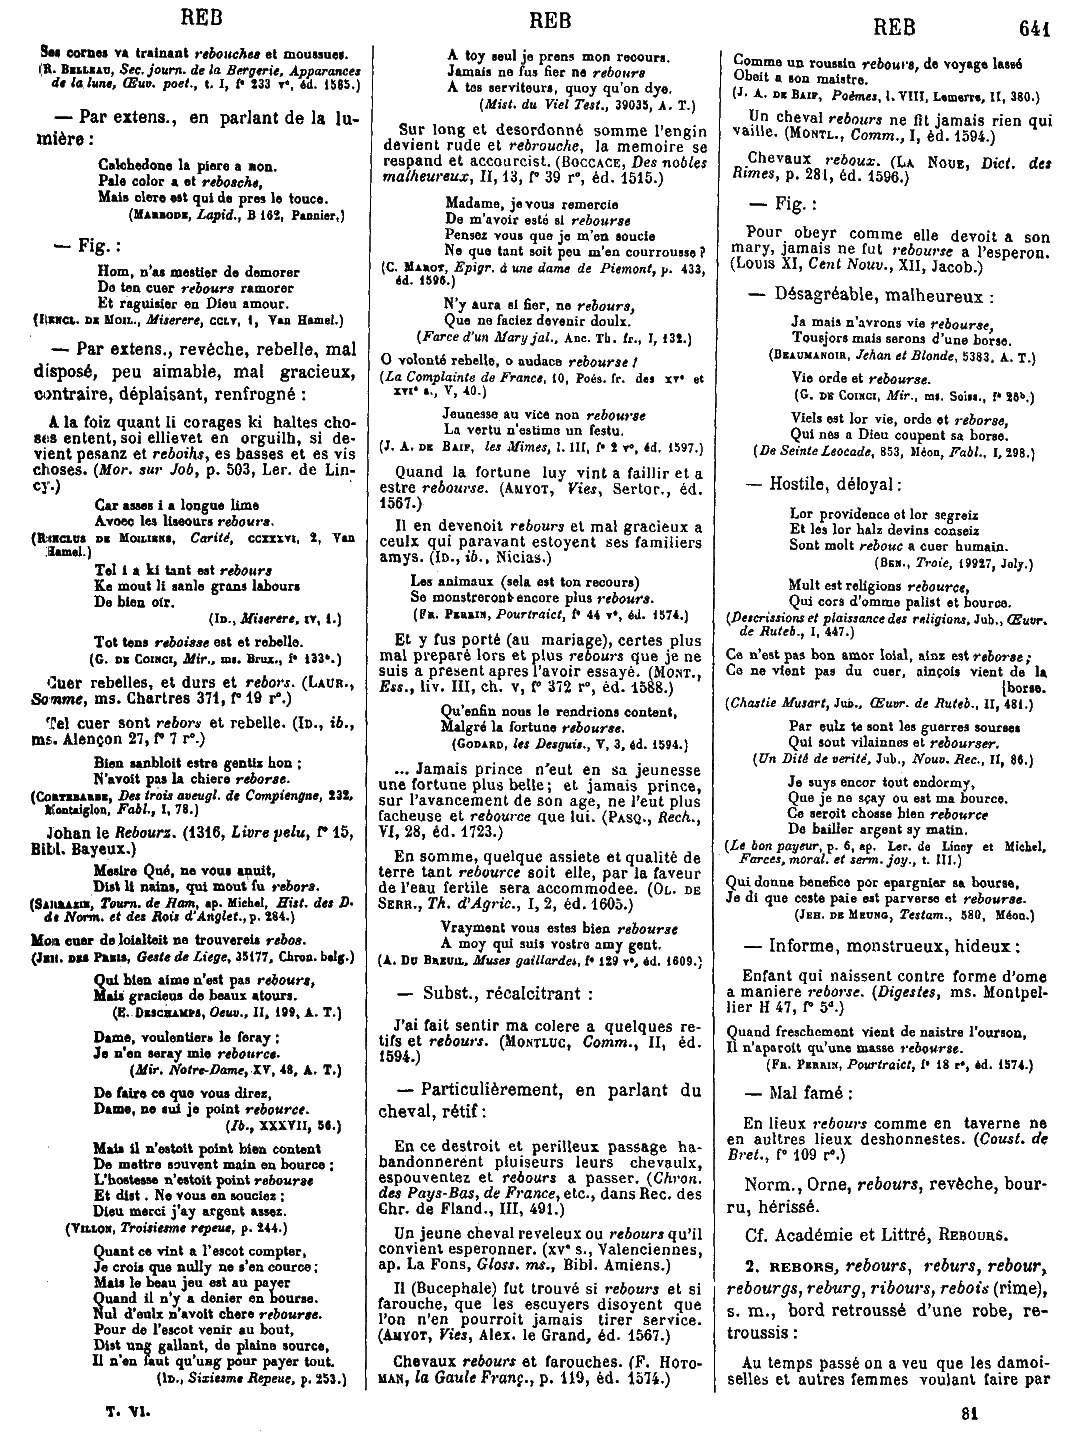 REB
REB
REB 641
Ses cornes va trainant rebouches et moussues.
(R. BELLEAU, Sec. journ. de la Bergerie, Apparances
de la lune, Œuv. poet., t. I, f° 233 v°, éd. 1585.)
— Par extens., en parlant de la lu-
mière :
Calchedone la piere a non.
Pale color a et rebosche,
Mais clere est qui de pres le touce.
(MARBODE, Lapid., B 162, Pannier.)
— Fig. :
Hom, n'as mestier de demorer
De ten cuer rebours ramorer
Et raguisier en Dieu amour.
(RENCL. DE MOIL., Miserere, CCLV, 1, Van Hamel.)
— Par extens., revêche, rebelle, mal
disposé, peu aimable, mal gracieux,
contraire, déplaisant, renfrogné :
A la foiz quant li corages ki haltes cho-
ses entent, soi ellievet en orguilh, si de-
vient pesanz et reboihs, es basses et es vis
choses. (Mor. sur Job, p. 503, Ler. de Lin-
cy.)
Car asses i a longue lime
Avoec les liseours rebours.
(RENCLUS DE MOILIENS, Carité, CCXXXVI, 2, Van
Hamel.)
Tel i a ki tant est rebours
Ke mout li sanle grans labours
De bien oïr.
(ID., Miserere, IV, 1.)
Tot tens reboisse est et rebelle.
(G. DE COINCI, Mir., ms. Brux., f° 133ª.)
Cuer rebelles, et durs et rebors. (LAUR.,
Somme, ms. Chartres 371, f° 19 r°.)
Tel cuer sont rebors et rebelle. (ID., ib.,
ms. Alençon 27, f° 7 r°.)
Bien sanbloit estre gentix hon ;
N'avoit pas la chiere reborse.
(CORTEBARBE, Des trois aveugl. de Compiengne, 232,
Montaiglon, Fabl., I, 78.)
Johan le Rebourz. (1316, Livre pelu, f° 15,
Bibl. Bayeux.)
Mesire Qué, ne vous anuit,
Dist li nains, qui mout fu rebors.
(SARRAZIN, Tourn. de Ham, ap. Michel, Hist. des D.
de Norm. et des Rois d'Anglet., p. 284.)
Mon cuer de loialteit ne trouvereis rebos.
(JEH. DES PREIS, Geste de Liege, 35177, Chron. belg.)
Qui bien aime n'est pas rebours,
Mais gracieus de beaux atours.
(E. DESCHAMPS, Oeuv., II, 199, A. T.)
Dame, voulentiers le feray ;
Je n'en seray mie rebource.
(Mir. Notre-Dame, XV, 48, A. T.)
De faire ce que vous direz,
Dame, ne sui je point rebource.
(Ib., XXXVII, 56.)
Mais il n'estoit point bien content
De mettre souvent main en bource ;
L'hostesse n'estoit point rebourse
Et dist . Ne vous en souciez ;
Dieu merci j'ay argent assez.
(VILLON, Troisiesme repeue, p. 244.)
Quant ce vint a l'escot compter,
Je crois que nully ne s'en cource ;
Mais le beau jeu est au payer
Quand il n'y a denier en bourse.
Nul d'eulx n'avoit chere rebourse.
Pour de l'escot venir au bout,
Dist ung gallant, de plaine source,
Il n'en faut qu'ung pour payer tout.
(ID., Sixiesme Repeue, p. 253.)
T. VI.
A toy seul je prens mon recours.
Jamais ne fus fier ne rebours
A tes serviteurs, quoy qu'on dye.
(Mist. du Viel Test., 39035, A. T.)
Sur long et desordonné somme l'engin
devient rude et rebrouche, la memoire se
respand et accourcist. (BOCCACE, Des nobles
malheureux, II, 13, f° 39 r°, éd. 1515.)
Madame, je vous remercie
De m'avoir esté si rebourse
Pensez vous que je m'en soucie
Ne que tant soit peu m'en courrousse ?
(C. MAROT, Epigr. à une dame de Piemont, p. 433,
éd. 1596.)
N'y aura si fier, ne rebours,
Que ne faciez devenir doulx.
(Farce d'un Mary jal., Anc. Th. fr., I, 132.)
O volonté rebelle, o audace rebourse !
(La Complainte de France, 10, Poés. fr. des XVᵉ et
XVIᵉ s., V, 40.)
Jeunesse au vice non rebourse
La vertu n'estime un festu.
(J. A. DE BAIF, les Mimes, l. III, f° 2 v°, éd. 1597.)
Quand la fortune luy vint a faillir et a
estre rebourse. (AMYOT, Vies, Sertor., éd.
1567.)
Il en devenoit rebours et mal gracieux a
ceulx qui paravant estoyent ses familiers
amys. (ID., ib., Nicias.)
Les animaux (sela est ton recours)
Se monstreront encore plus rebours.
(FR. PERRIN, Pourtraict, f° 44 v°, éd. 1574.)
Et y fus porté (au mariage), certes plus
mal preparé lors et plus rebours que je ne
suis a present apres l'avoir essayé. (MONT.,
Ess., liv. III, ch. V, f° 372 r°, éd. 1588.)
Qu'enfin nous le rendrions content,
Malgré la fortune rebourse.
(GODARD, les Desguis., V, 3, éd. 1594.)
... Jamais prince n'eut en sa jeunesse
une fortune plus belle ; et jamais prince,
sur l'avancement de son age, ne l'eut plus
facheuse et rebource que lui. (PASQ., Rech.,
VI, 28, éd. 1723.)
En somme, quelque assiete et qualité de
terre tant rebource soit elle, par la faveur
de l'eau fertile sera accommodee. (OL. DE
SERR., Th. d'Agric., I, 2, éd. 1605.)
Vrayment vous estes bien rebourse
A moy qui suis vostre amy gent.
(A. DU BREUIL, Muses gaillardes, f° 129 v°, éd. 1609.)
— Subst., récalcitrant :
J'ai fait sentir ma colere a quelques re-
tifs et rebours. (MONTLUC, Comm., II, éd.
1594.)
— Particulièrement, en parlant du
cheval, rétif :
En ce destroit et perilleux passage ha-
bandonnerént pluiseurs leurs chevaulx,
espouventez et rebours a passer. (Chron.
des Pays-Bas, de France, etc., dans Rec. des
Chr. de Fland., III, 491.)
Un jeune cheval reveleux ou rebours qu'il
convient esperonner. (XVᵉ s., Valenciennes,
ap. La Fons, Gloss. ms., Bibl. Amiens.)
Il (Bucephale) fut trouvé si rebours et si
farouche, que les escuyers disoyent que
l'on n'en pourroit jamais tirer service.
(AMYOT, Vies, Alex. le Grand, éd. 1567.)
Chevaux rebours et farouches. (F. HOTO-
MAN, la Gaule Franç., p. 119, éd. 1574.)
Comme un roussin rebours, de voyage lassé
Obeit a son maistre.
(J. A. DE BAIF, Poèmes, l. VIII, Lemerre, II, 380.)
Un cheval rebours ne fit jamais rien qui
vaille. (MONTL., Comm., I, éd. 1594.)
Chevaux reboux. (LA NOUE, Dict. des
Rimes, p. 281, éd. 1596.)
— Fig. :
Pour obeyr comme elle devoit a son
mary, jamais ne fut rebourse a l'esperon.
(LOUIS XI, Cent Nouv., XII, Jacob.)
— Désagréable, malheureux :
Ja mais n'avrons vie rebourse,
Tousjors mais serons d'une borse.
(BEAUMANOIR, Jehan et Blonde, 5383, A. T.)
Vie orde et rebourse.
(G. DE COINCI, Mir., ms. Soiss., f° 26ᵇ.)
Viels est lor vie, orde et reborse,
Qui nes a Dieu coupent sa borse.
(De Seinte Leocade, 853, Méon, Fabl., I, 298.)
— Hostile, déloyal :
Lor providence et lor segreiz
Et les lor halz devins conseiz
Sont molt rebouc a cuer humain.
(BEN., Troie, 19927, Joly.)
Mult est religions rebource,
Qui cors d'omme palist et bource.
(Descrissions et plaissance des religions, Jub., Œuvr.
de Ruteb., I, 447.)
Ce n'est pas bon amor loial, ainz est reborse ;
Ce ne vient pas du cuer, ainçois vient de la
[borse.
(Chastie Musart, Jub., Œuvr. de Ruteb., II, 481.)
Par eulz te sont les guerres sourses
Qui sout vilainnes et rebourser.
(Un Dité de verité, Jub., Nouv. Rec., II, 86.)
Je suys encor tout endormy,
Que je ne sçay ou est ma bource.
Ce seroit chosse bien rebource
De bailler argent sy matin.
(Le bon payeur, p. 6, ap. Ler. de Lincy et Michel,
Farces, moral. et serm. joy., t. III.)
Qui donne benefice por epargnier sa bourse,
Je di que ceste paie est parverse et rebourse.
(JEH. DE MEUNG, Testam., 580, Méon.)
— Informe, monstrueux, hideux :
Enfant qui naissent contre forme d'ome
a maniere reborse. (Digestes, ms. Montpel-
lier H 47, f° 5ᵈ.)
Quand freschement vient de naistre l'ourson,
Il n'aparoit qu'une masse rebourse.
(FR. PERRIN, Pourtraict, f° 18 r°, éd. 1574.)
— Mal famé :
En lieux rebours comme en taverne ne
en aultres lieux deshonnestes. (Coust. de
Bret., f° 109 r°.)
Norm., Orne, rebours, revêche, bour-
ru, hérissé.
Cf. Académie et Littré, REBOURS.
2. REBORS, rebours, reburs, rebour,
rebourgs, reburg, ribours, rebois (rime),
s. m., bord retroussé d'une robe, re-
troussis :
Au temps passé on a veu que les damoi-
selles et autres femmes voulant faire par
81